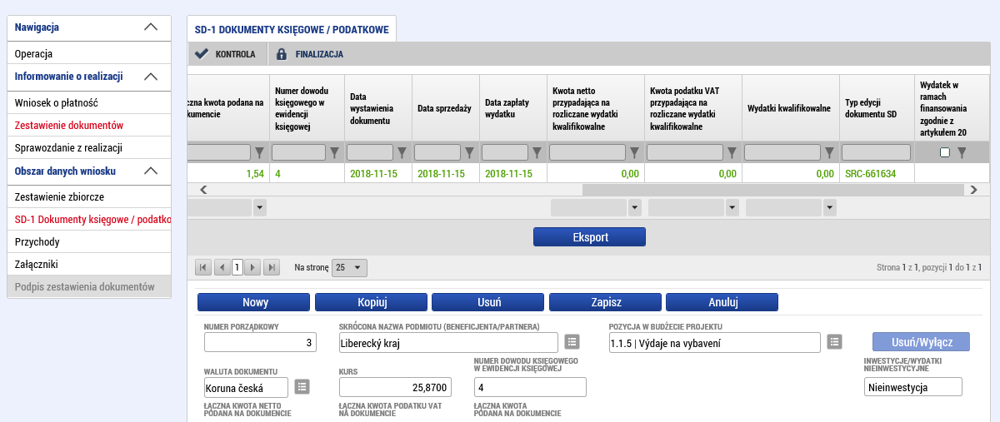 Nawigacja
Operacja
Informowanie o realizacji
Wniosek o płatność
Zestawienie dokumentów
Sprawozdanie z realizacji
Obszar danych wniosku
Zestawienie zbiorcze
SD-1 Dokumenty księgowe / podatko
Przychody
Załączniki
Podpis zestawienia dokumentów
SD-1 DOKUMENTY KSIĘGOWE / PODATKOWE
KONTROLA FINALIZACJA
czna kwota podana na
kumencie
Numer dowodu
księgowego w
ewidencji
księgowej
Data
wystawienia
dokumentu
Data sprzedaży
Data zapłaty
wydatku
Kwota netto
przypadająca na
rozliczane wydatki
kwalifikowalne
Kwota podatku VAT
przypadająca na
rozliczane wydatki
kwalifikowalne
Wydatki kwalifikowalne
Typ edycji
dokumentu SD
Wydatek w
ramach
finansowania
zgodnie z
artykułem 20
1,54 4 2018-11-15 2018-11-15 2018-11-15 0,00 0,00 0,00 SRC-661634
Eksport
1 Na stronę 25 Strona 1 z 1, pozycji 1 do 1 z 1
Nowy Kopiuj Usuń Zapisz Anuluj
NUMER PORZĄDKOWY
3
SKRÓCONA NAZWA PODMIOTU (BENEFICJENTA/PARTNERA)
Liberecký kraj
POZYCJA W BUDŻECIE PROJEKTU
1.1.5 | Výdaje na vybavení
Usuń/Wyłącz
WALUTA DOKUMENTU
Koruna česká
KURS
25,8700
NUMER DOWODU KSIĘGOWEGO
W EWIDENCJI KSIĘGOWEJ
4
INWESTYCJE/WYDATKI
NIEINWESTYCYJNE
Nieinwestycja
ŁĄCZNA KWOTA NETTO
PODANA NA DOKUMENCIE
ŁĄCZNA KWOTA PODATKU VAT
NA DOKUMENCIE
ŁĄCZNA KWOTA
PODANA NA DOKUMENCIE